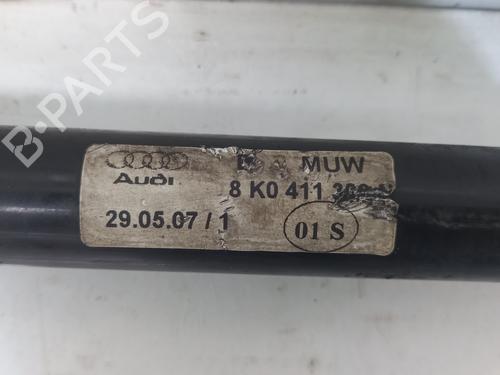 B-PARTS
MUW
Audi
8 K0 411
29.05.07 / 1
01 S